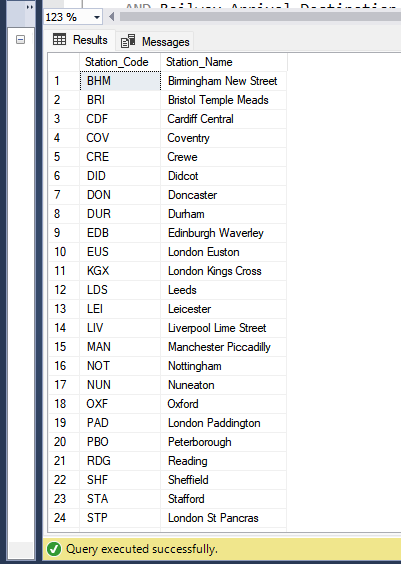 123 %
Results Messages
Station_Code Station_Name
1 BHM Birmingham New Street
2 BRI Bristol Temple Meads
3 CDF Cardiff Central
4 COV Coventry
5 CRE Crewe
6 DID Didcot
7 DON Doncaster
8 DUR Durham
9 EDB Edinburgh Waverley
10 EUS London Euston
11 KGX London Kings Cross
12 LDS Leeds
13 LEI Leicester
14 LIV Liverpool Lime Street
15 MAN Manchester Piccadilly
16 NOT Nottingham
17 NUN Nuneaton
18 OXF Oxford
19 PAD London Paddington
20 PBO Peterborough
21 RDG Reading
22 SHF Sheffield
23 STA Stafford
24 STP London St Pancras
Query executed successfully.